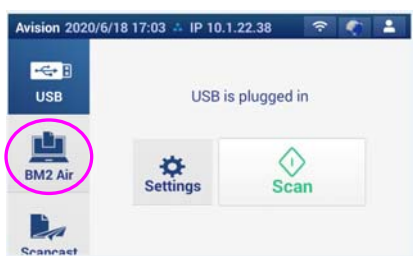 Avision 2020/6/18 17:03 IP 10.1.22.38
USB
USB is plugged in
BM2 Air
Settings
Scan
Scancast